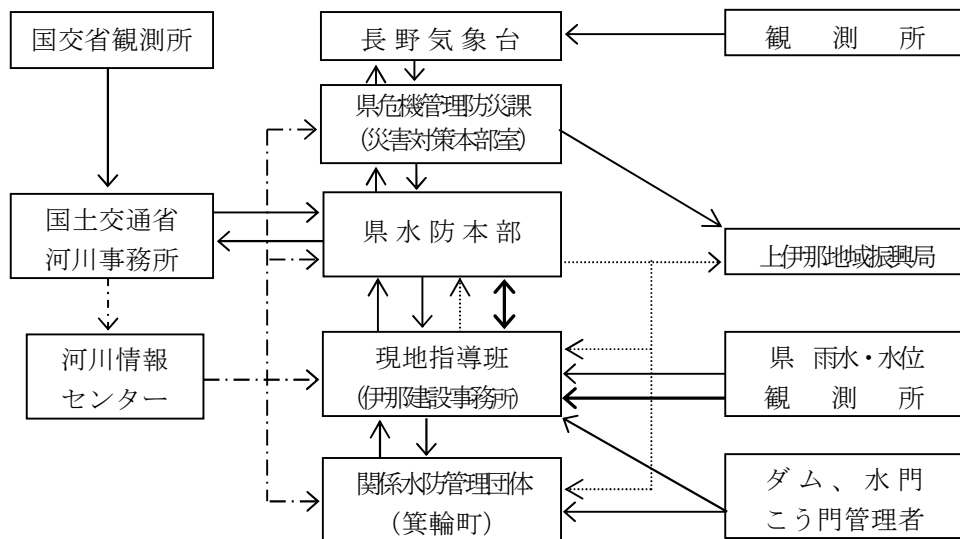 国交省観測所
長野気象台
観測所
県危機管理防災課
(災害対策本部室)
国土交通省
河川事務所
県水防本部
上伊那地域振興局
河川情報
センター
現地指導班
(伊那建設事務所)
県 雨水・水位
観測所
関係水防管理団体
(箕輪町)
ダム、水門
こう門管理者